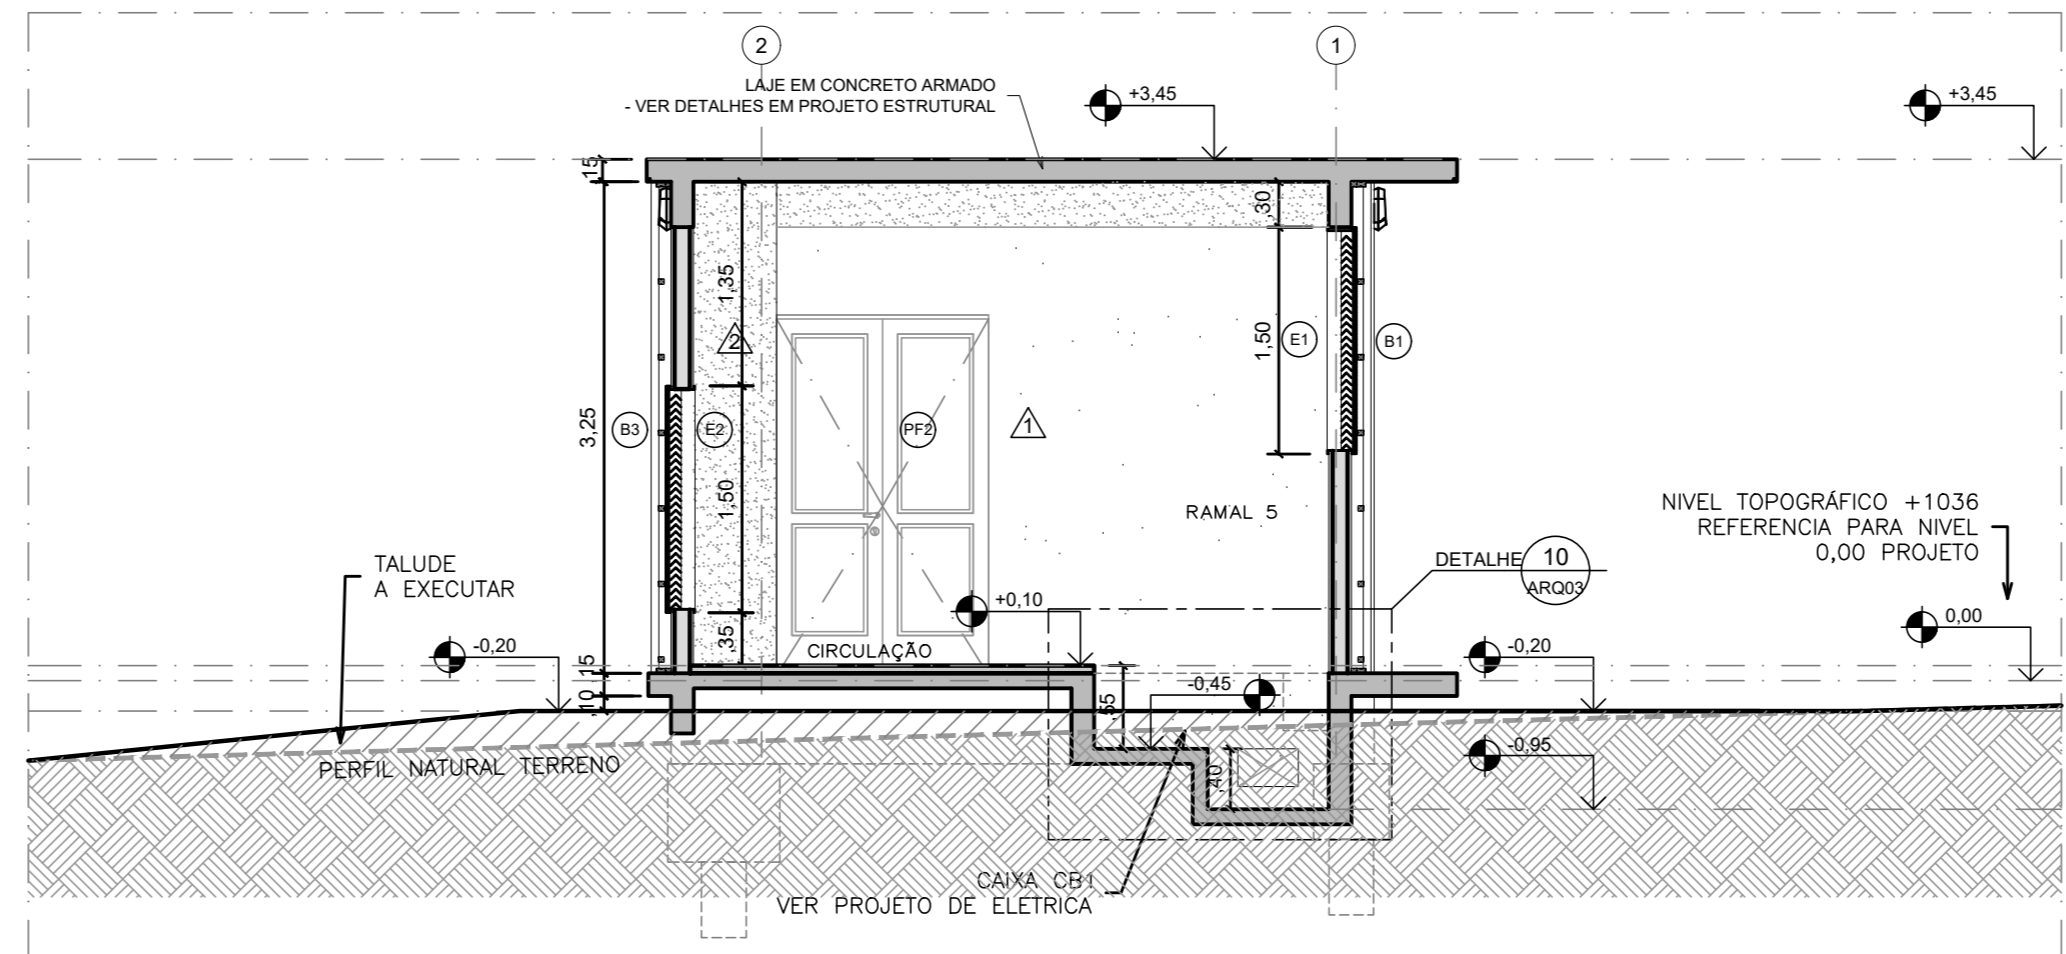 2
1
LAJE EM CONCRETO ARMADO
- VER DETALHES EM PROJETO ESTRUTURAL
+3,45
+3,45
15
,30
1,35
2
1,50
E1
B1
3,25
B3
E2
PF2
1
1,50
RAMAL 5
NIVEL TOPOGRÁFICO +1036
REFERENCIA PARA NIVEL
0,00 PROJETO
TALUDE
A EXECUTAR
DETALHE
10
ARQ03
+0,10
0,00
-0,20
,35
CIRCULAÇÃO
-0,20
15
,10
-0,45
,55
-0,95
PERFIL NATURAL TERRENO
,40
CAIXA CB1
VER PROJETO DE ELÉTRICA